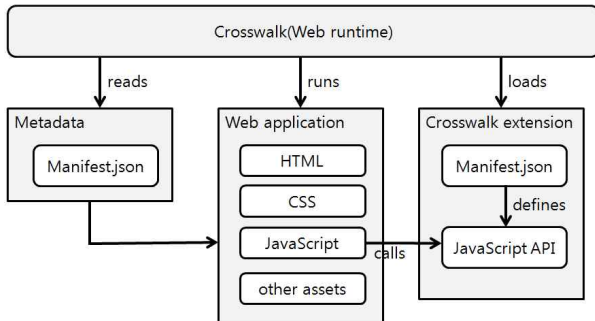 Crosswalk(Web runtime)
reads
runs
loads
Metadata
Manifest.json
Web application
HTML
CSS
JavaScript
other assets
calls
Crosswalk extension
Manifest.json
defines
JavaScript API